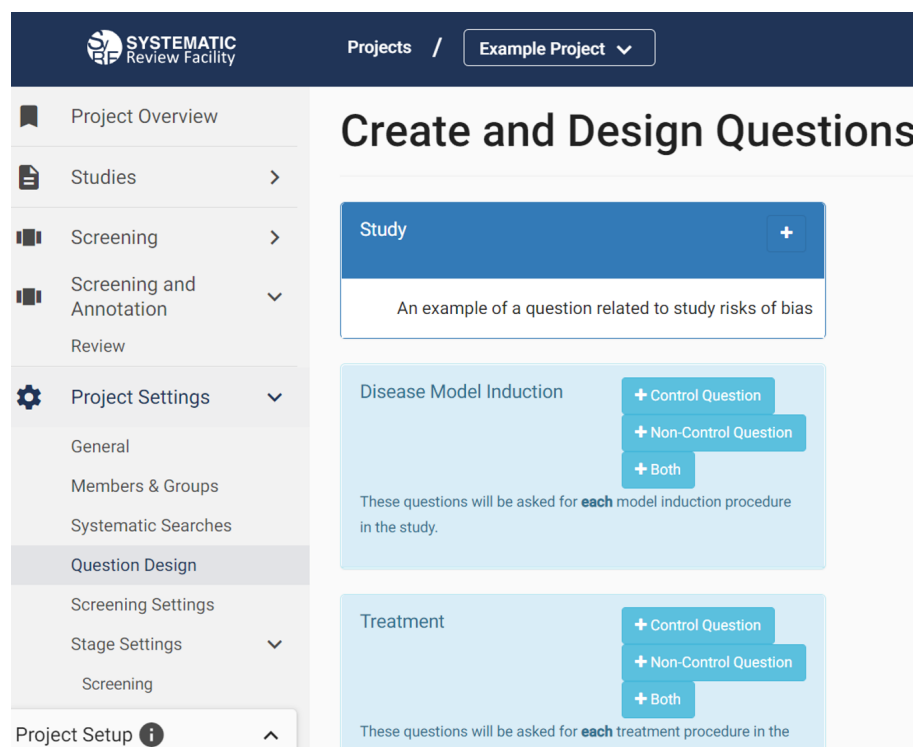 SYSTEMATIC
Review Facility
Projects / Example Project
Project Overview
Studies
Screening
Screening and
Annotation
Review
Project Settings
General
Members & Groups
Systematic Searches
Question Design
Screening Settings
Stage Settings
Screening
Project Setup
Create and Design Questions
Study
An example of a question related to study risks of bias
Disease Model Induction
+ Control Question
+ Non-Control Question
+ Both
These questions will be asked for each model induction procedure
in the study.
Treatment
+ Control Question
+ Non-Control Question
+ Both
These questions will be asked for each treatment procedure in the